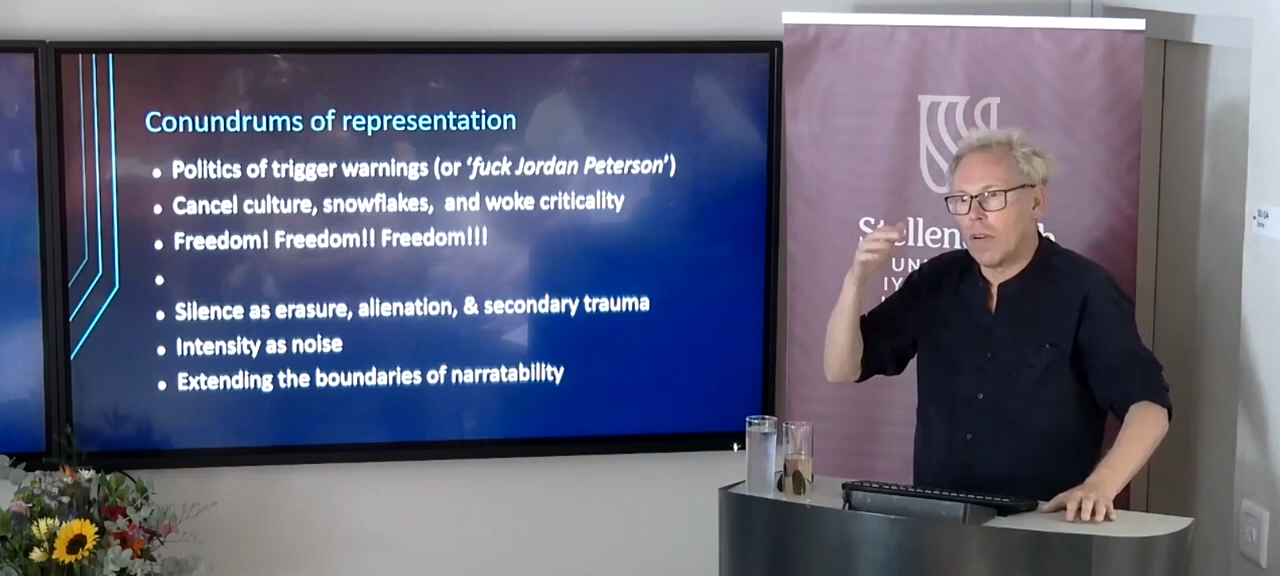 Conundrums of representation
• Politics of trigger warnings (or ‘fuck Jordan Peterson’)
• Cancel culture, snowflakes, and woke criticality
• Freedom! Freedom!! Freedom!!!
•
• Silence as erasure, alienation, & secondary trauma
• Intensity as noise
• Extending the boundaries of narratability